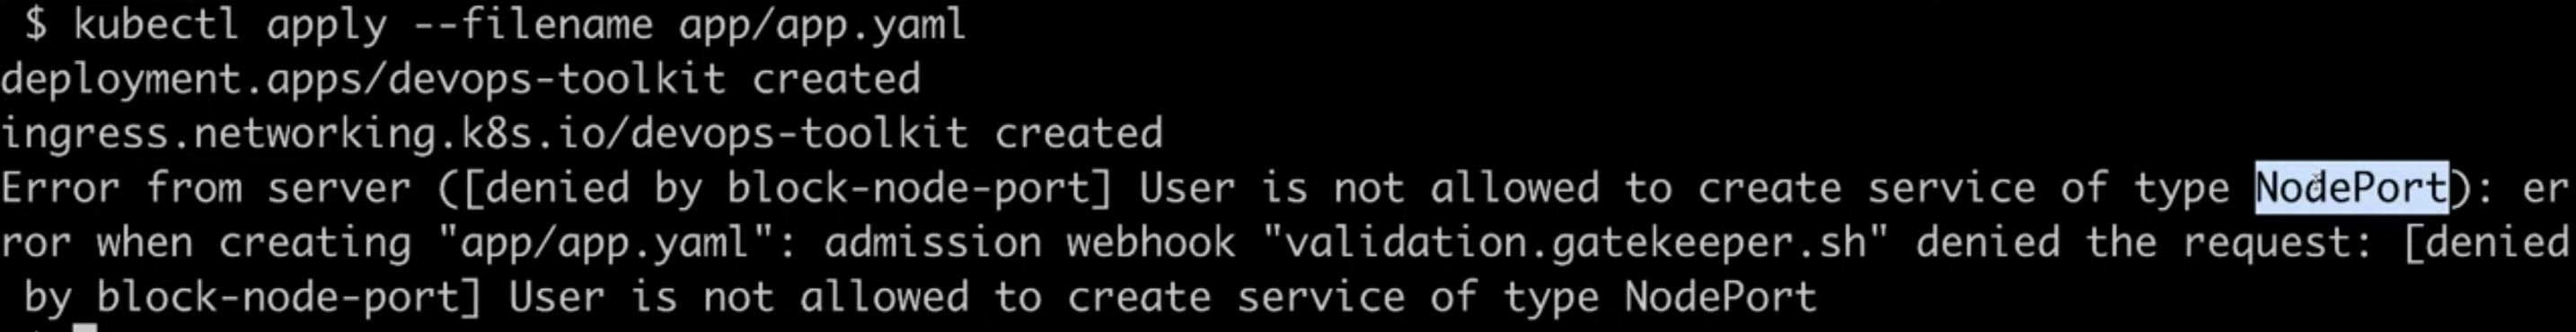 $ kubectl apply --filename app/app.yaml
deployment.apps/devops-toolkit created
ingress.networking.k8s.io/devops-toolkit created
Error from server ([denied by block-node-port] User is not allowed to create service of type NodePort): er
ror when creating "app/app.yaml": admission webhook "validation.gatekeeper.sh" denied the request: [denied
 by block-node-port] User is not allowed to create service of type NodePort